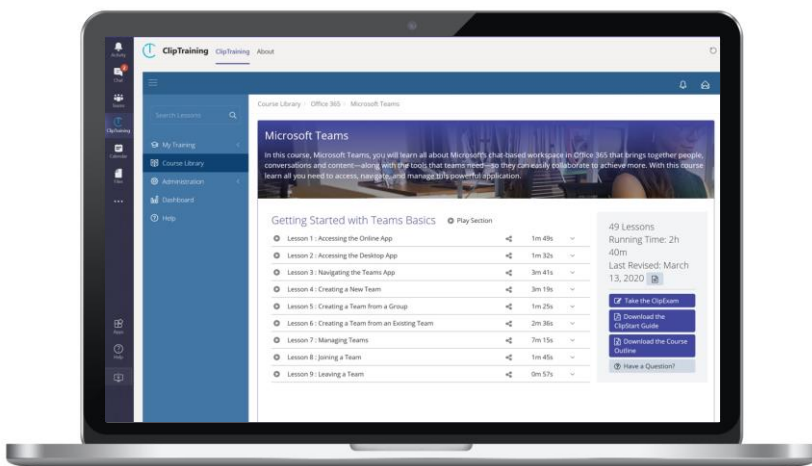 ClipTraining ClipTraining About
Activity
Chat
2
Teams
ClipTraining
Calendar
Files
Apps
Help
Search Lessons
My Training
Course Library
Administration
Dashboard
Help
Course Library / Office 365 / Microsoft Teams
Microsoft Teams
In this course, Microsoft Teams, you will learn all about Microsoft's chat-based workspace in Office 365 that brings together people,
conversations and content—along with the tools that teams need—so they can easily collaborate to achieve more. With this course
learn all you need to access, navigate, and manage this powerful application.
Getting Started with Teams Basics Play Section
Lesson 1 : Accessing the Online App 1m 49s
Lesson 2 : Accessing the Desktop App 1m 32s
Lesson 3 : Navigating the Teams App 3m 41s
Lesson 4 : Creating a New Team 3m 19s
Lesson 5 : Creating a Team from a Group 1m 25s
Lesson 6 : Creating a Team from an Existing Team 2m 36s
Lesson 7 : Managing Teams 7m 15s
Lesson 8 : Joining a Team 1m 45s
Lesson 9 : Leaving a Team 0m 57s
49 Lessons
Running Time: 2h
40m
Last Revised: March
13, 2020
Take the ClipExam
Download the
ClipStart Guide
Download the Course
Outline
Have a Question?